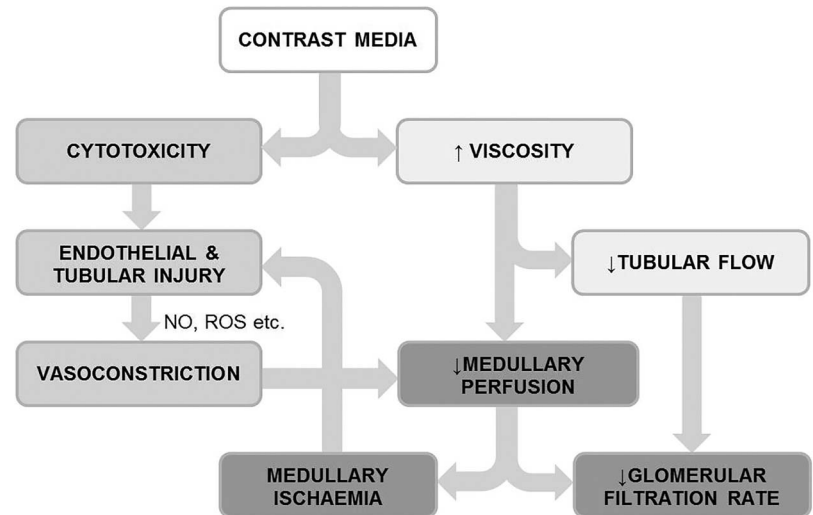 CONTRAST MEDIA
CYTOTOXICITY
↑ VISCOSITY
ENDOTHELIAL &
TUBULAR INJURY
↓TUBULAR FLOW
NO, ROS etc.
VASOCONSTRICTION
↓MEDULLARY
PERFUSION
MEDULLARY
ISCHAEMIA
↓GLOMERULAR
FILTRATION RATE